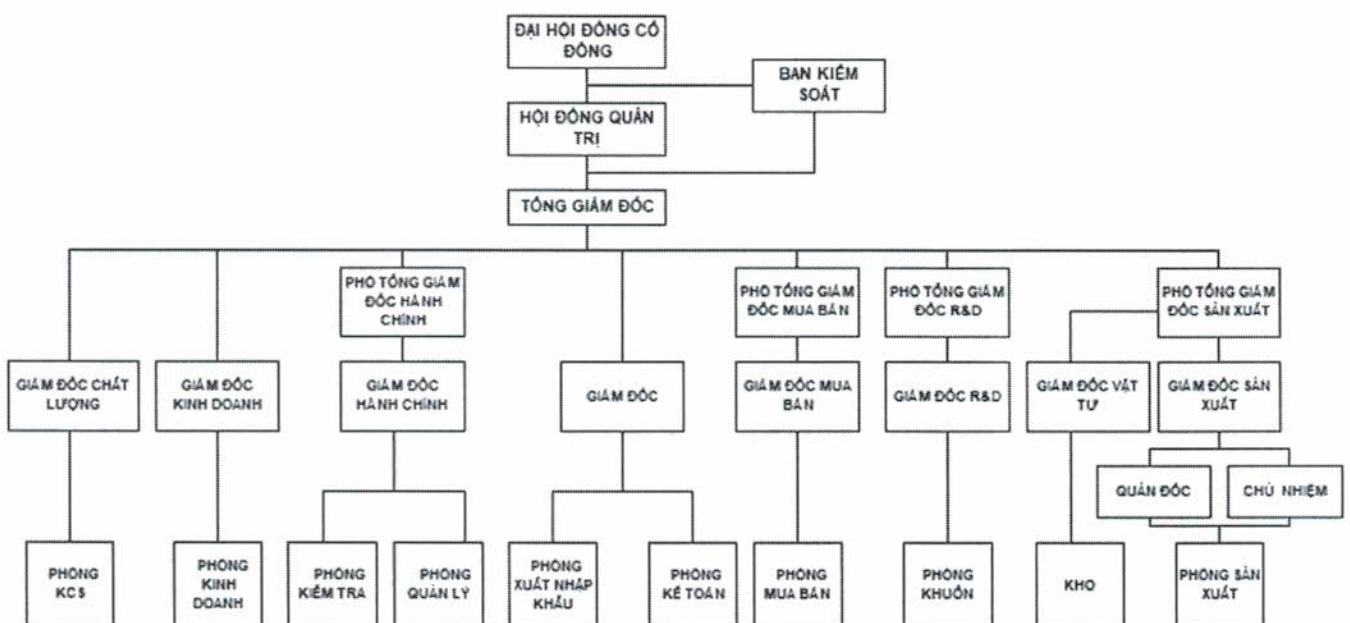 ĐẠI HỘI ĐỒNG CỔ
ĐÔNG
BAN KIỂM
SOÁT
HỘI ĐỒNG QUẢN
TRỊ
TỔNG GIÁM ĐỐC
PHÓ TỔNG GIÁM
ĐỐC HÀNH
CHÍNH
PHÓ TỔNG GIÁM
ĐỐC MUA BÁN
PHÓ TỔNG GIÁM
ĐỐC R&D
PHÓ TỔNG GIÁM
ĐỐC SẢN XUẤT
GIÁM ĐỐC CHẤT
LƯỢNG
GIÁM ĐỐC
KINH DOANH
GIÁM ĐỐC
HÀNH CHÍNH
GIÁM ĐỐC
GIÁM ĐỐC MUA
BÁN
GIÁM ĐỐC R&D
GIÁM ĐỐC VẬT
TƯ
GIÁM ĐỐC SẢN
XUẤT
QUẢN ĐỐC
CHỦ NHIỆM
PHÒNG
KCS
PHÒNG
KINH
DOANH
PHÒNG
KIỂM TRA
PHÒNG
QUẢN LÝ
PHÒNG
XUẤT NHẬP
KHẨU
PHÒNG
KẾ TOÁN
PHÒNG
MUA BÁN
PHÒNG
KHUÔN
KHO
PHÒNG SẢN
XUẤT